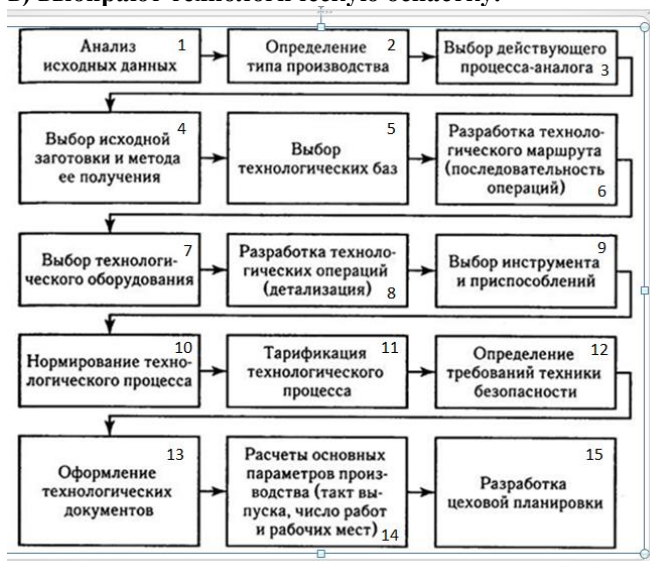 Выбирают технологическую оснастку.
Анализ 1
исходных данных
Определение 2
типа производства
Выбор действующего
процесса-аналога 3
Выбор исходной 4
заготовки и метода
ее получения
Выбор 5
технологических баз
Разработка техноло-
гического маршрута
(последовательность
операций) 6
Выбор технологи- 7
ческого оборудования
Разработка техноло-
гических операций
(детализация) 8
Выбор инструмента 9
и приспособлений
Нормирование техно- 10
логического процесса
Тарификация 11
технологического
процесса
Определение 12
требований техники
безопасности
Оформление 13
технологических
документов
Расчеты основных
параметров произ-
водства (такт вы-
пуска, число работ
и рабочих мест) 14
Разработка 15
цеховой планировки